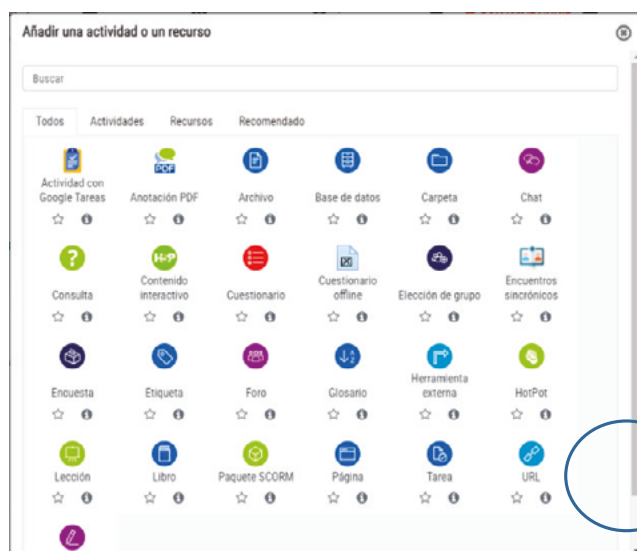 Añadir una actividad o un recurso
Buscar
Todos Actividades Recursos Recomendado
Actividad con
Google Tareas Anotación PDF Archivo Base de datos Carpeta Chat
PDF
Consulta Contenido
interactivo Cuestionario Cuestionario
offline Elección de grupo Encuentros
sincrónicos
H-P
Encuesta Etiqueta Foro Glosario Herramienta
externa HotPot
Lección Libro Paquete SCORM Página Tarea URL